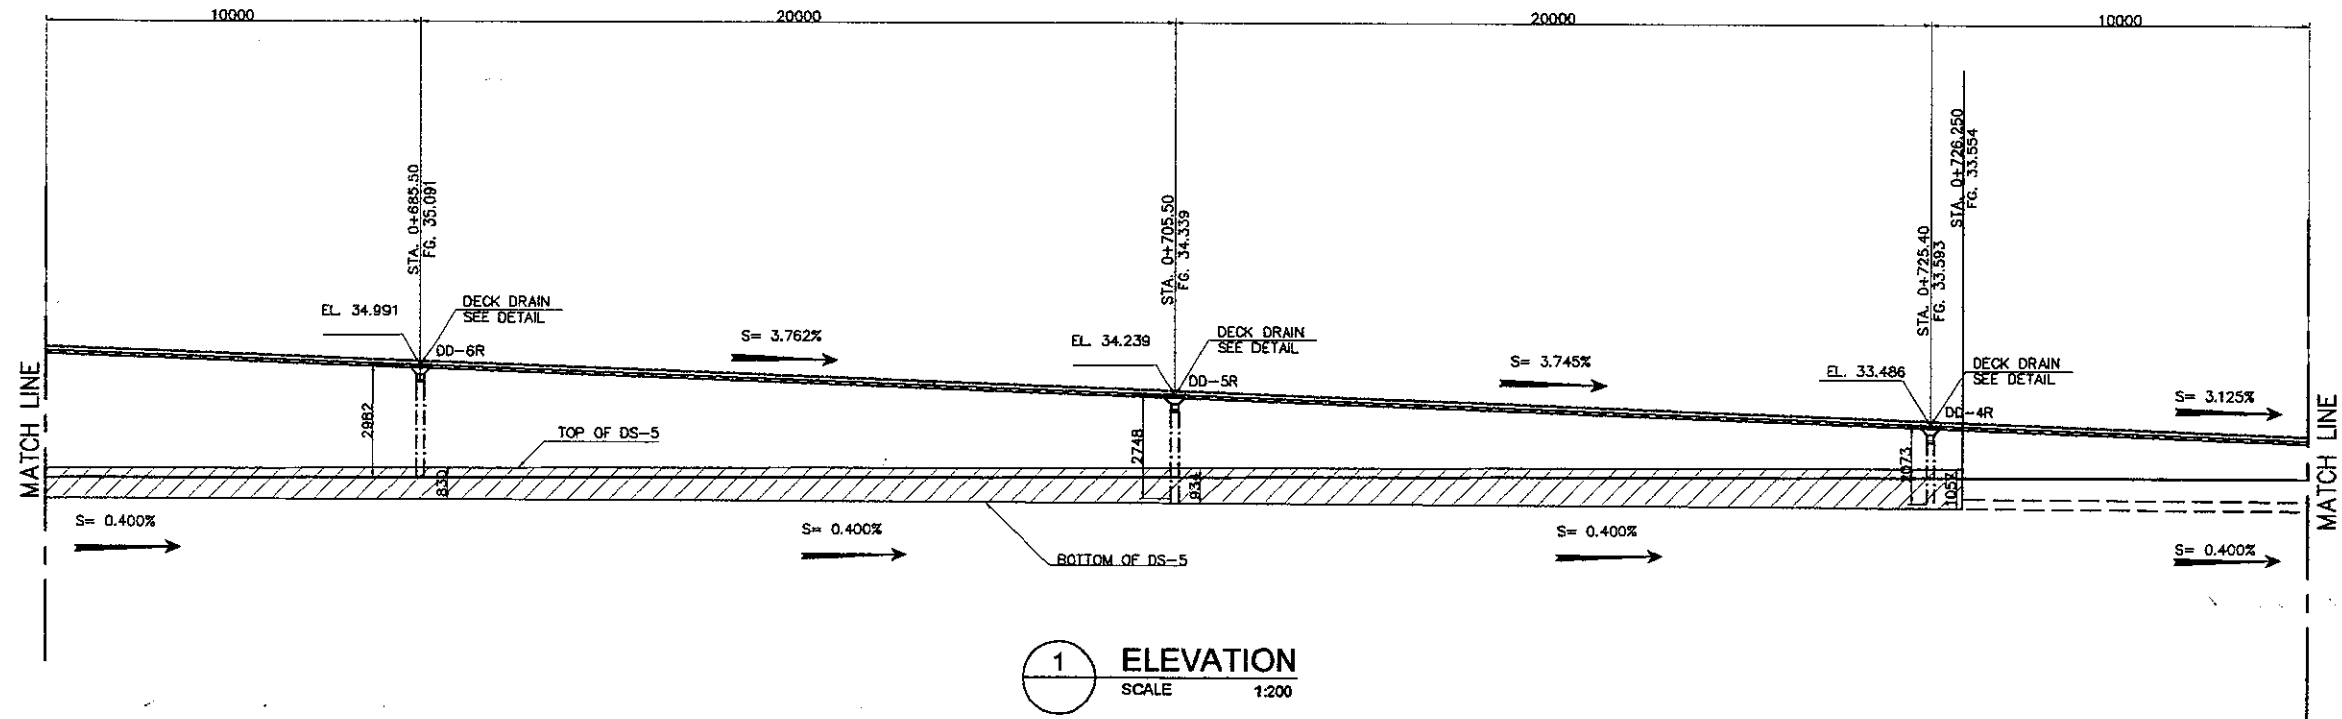 10000
20000
20000
10000
STA. 0+685.50
FG. 35.091
STA. 0+705.50
FG. 34.339
STA. 0+725.40
FG. 33.593
STA. 0+726.250
FG. 33.554
EL. 34.991
DECK DRAIN
SEE DETAIL
DD-6R
S= 3.762%
EL. 34.239
DECK DRAIN
SEE DETAIL
DD-5R
S= 3.745%
EL. 33.486
DECK DRAIN
SEE DETAIL
DD-4R
S= 3.125%
MATCH LINE
2982
TOP OF DS-5
830
2748
934
2073
1057
MATCH LINE
S= 0.400%
S= 0.400%
S= 0.400%
S= 0.400%
BOTTOM OF DS-5
1
ELEVATION
SCALE 1:200